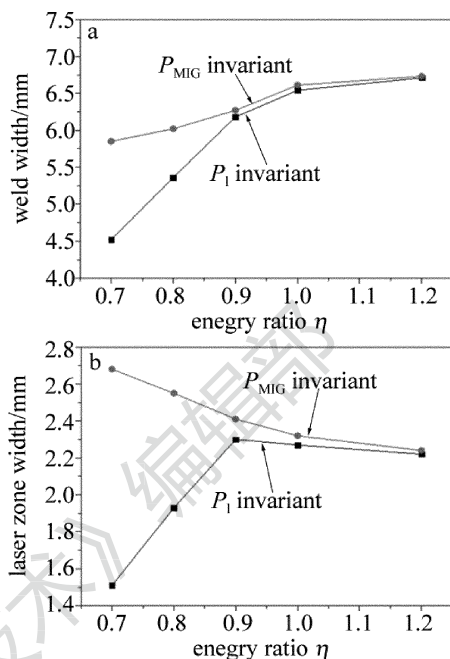 a
7.5
7.0
6.5
6.0
5.5
5.0
4.5
4.0
weld width/mm
P_MIG invariant
P_1 invariant
0.7 0.8 0.9 1.0 1.1 1.2
enegry ratio η
b
2.8
2.6
2.4
2.2
2.0
1.8
1.6
1.4
laser zone width/mm
P_MIG invariant
P_1 invariant
0.7 0.8 0.9 1.0 1.1 1.2
enegry ratio η
术》编辑部